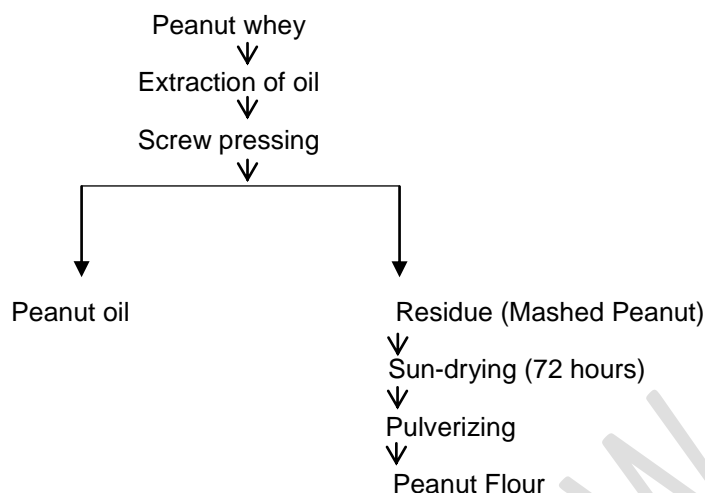 Peanut whey
Extraction of oil
Screw pressing
Peanut oil
Residue (Mashed Peanut)
Sun-drying (72 hours)
Pulverizing
Peanut Flour